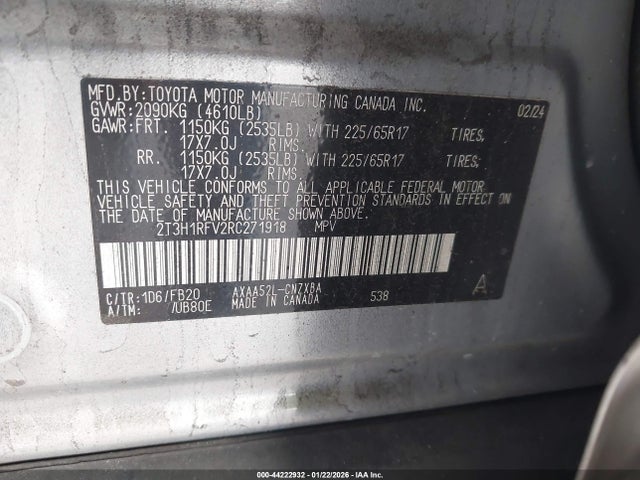 MFD.BY:TOYOTA MOTOR MANUFACTURING CANADA INC. 02/24
GVWR:2090KG (4610LB)
GAWR:FRT. 1150KG (2535LB) WITH 225/65R17 TIRES,
17X7.0J RIMS.
RR. 1150KG (2535LB) WITH 225/65R17 TIRES,
17X7.0J RIMS.
THIS VEHICLE CONFORMS TO ALL APPLICABLE FEDERAL MOTOR
VEHICLE SAFETY AND THEFT PREVENTION STANDARDS IN EFFECT ON
THE DATE OF MANUFACTURE SHOWN ABOVE.
2T3H1RFV2RC271918 MPV
C/TR:1D6/FB20 AXAA52L-CNZXBA 538 A
A/TM: /UB80E MADE IN CANADA
000-44222932 - 01/22/2026 - IAA Inc.